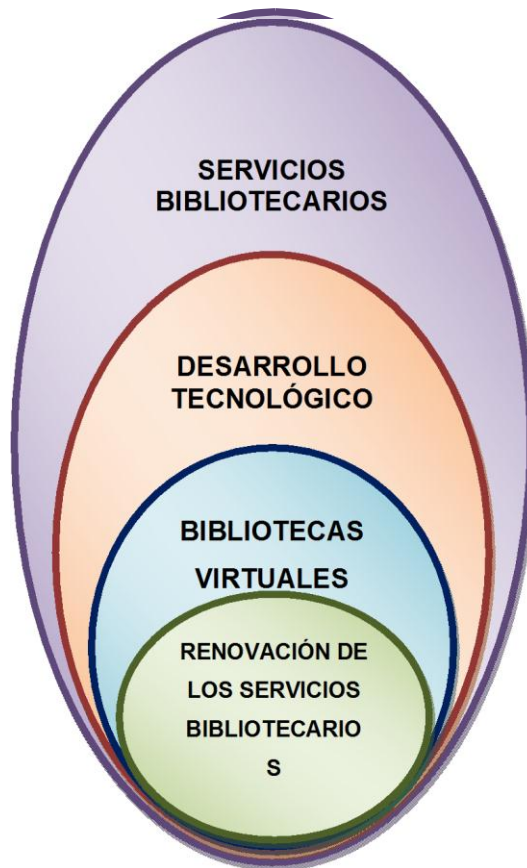 SERVICIOS
BIBLIOTECARIOS
DESARROLLO
TECNOLÓGICO
BIBLIOTECAS
VIRTUALES
RENOVACIÓN DE
LOS SERVICIOS
BIBLIOTECARIO
S